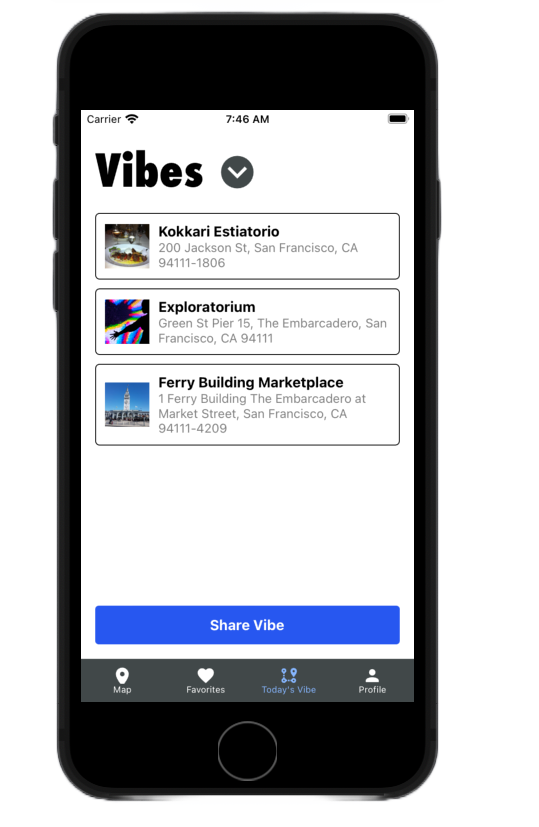 Carrier
7:46 AM
Vibes
Kokkari Estiatorio
200 Jackson St, San Francisco, CA
94111-1806
Exploratorium
Green St Pier 15, The Embarcadero, San
Francisco, CA 94111
Ferry Building Marketplace
1 Ferry Building The Embarcadero at
Market Street, San Francisco, CA
94111-4209
Share Vibe
Map
Favorites
Today's Vibe
Profile